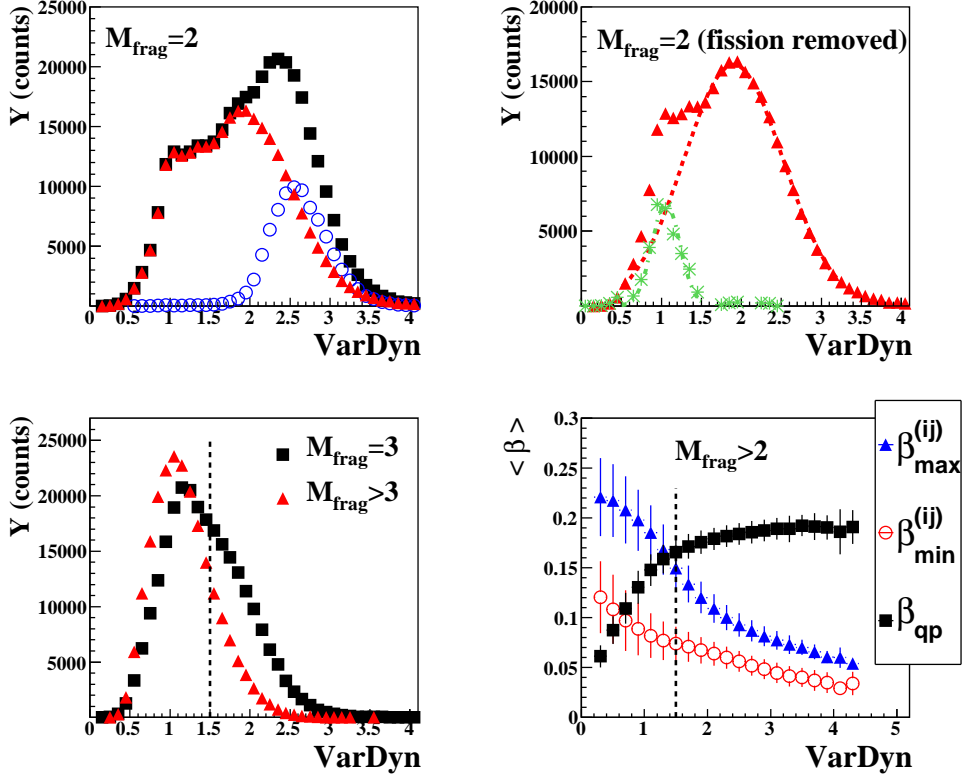 M_frag=2
Y (counts)
25000
20000
15000
10000
5000
0
0 0.5 1 1.5 2 2.5 3 3.5 4
VarDyn
M_frag=2 (fission removed)
Y (counts)
20000
15000
10000
5000
0
0 0.5 1 1.5 2 2.5 3 3.5 4
VarDyn
M_frag=3
M_frag>3
Y (counts)
25000
20000
15000
10000
5000
0
0 0.5 1 1.5 2 2.5 3 3.5 4
VarDyn
M_frag>2
< β >
0.3
0.25
0.2
0.15
0.1
0.05
0
0 1 2 3 4 5
VarDyn
β_max^(ij)
β_min^(ij)
β_qp